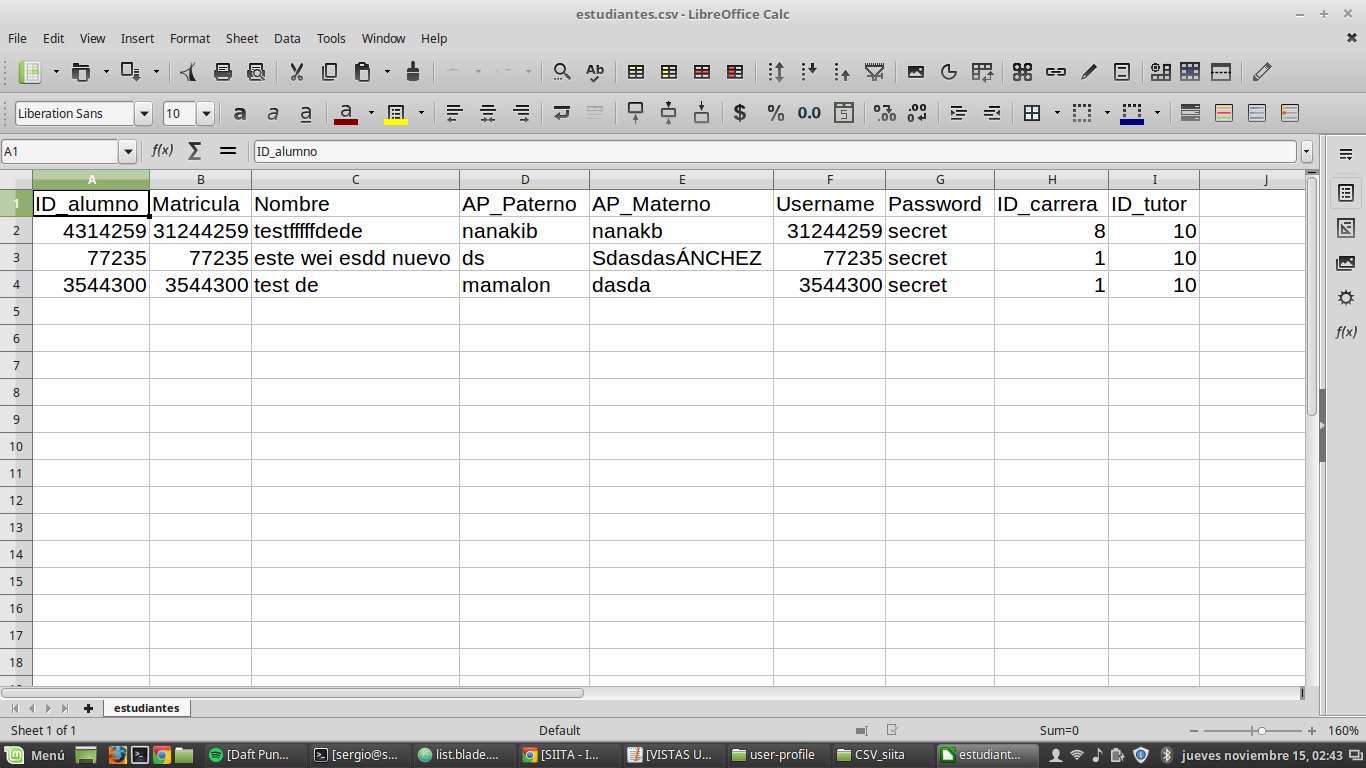 estudiantes.csv - LibreOffice Calc
File Edit View Insert Format Sheet Data Tools Window Help
Liberation Sans 10 a a a a $ % 0.0
A1 f(x) Σ = ID_alumno
A B C D E F G H I J
1 ID_alumno Matricula Nombre AP_Paterno AP_Materno Username Password ID_carrera ID_tutor
2 4314259 31244259 testfffffdede nanakib nanakb 31244259 secret 8 10
3 77235 77235 este wei esdd nuevo ds SdasdasÁNCHEZ 77235 secret 1 10
4 3544300 3544300 test de mamalon dasda 3544300 secret 1 10
5
6
7
8
9
10
11
12
13
14
15
16
17
18
estudiantes
Sheet 1 of 1 Default Sum=0 160%
Menú [Daft Pun... [sergio@s... list.blade.... [SIITA - I... [VISTAS U... user-profile CSV_siita estudiant... jueves noviembre 15, 02:43